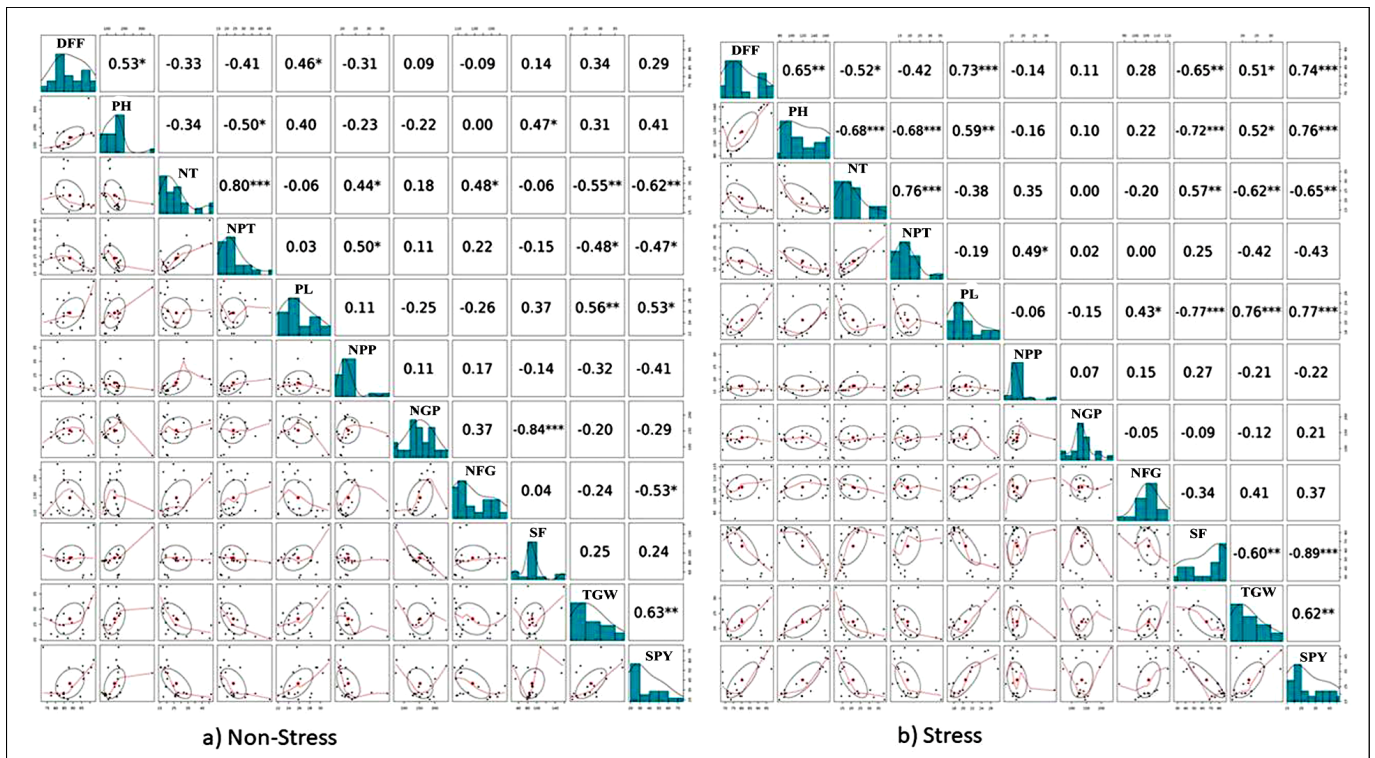 DFF 0.53* -0.33 -0.41 0.46* -0.31 0.09 -0.09 0.14 0.34 0.29
PH -0.34 -0.50* 0.40 -0.23 -0.22 0.00 0.47* 0.31 0.41
NT 0.80*** -0.06 0.44* 0.18 0.48* -0.06 -0.55** -0.62**
NPT 0.03 0.50* 0.11 0.22 -0.15 -0.48* -0.47*
PL 0.11 -0.25 -0.26 0.37 0.56** 0.53*
NPP 0.11 0.17 -0.14 -0.32 -0.41
NGP 0.37 -0.84*** -0.20 -0.29
NFG 0.04 -0.24 -0.53*
SF 0.25 0.24
TGW 0.63**
SPY
a) Non-Stress
DFF 0.65** -0.52* -0.42 0.73*** -0.14 0.11 0.28 -0.65** 0.51* 0.74***
PH -0.68*** -0.68*** 0.59** -0.16 0.10 0.22 -0.72*** 0.52* 0.76***
NT 0.76*** -0.38 0.35 0.00 -0.20 0.57** -0.62** -0.65**
NPT -0.19 0.49* 0.02 0.00 0.25 -0.42 -0.43
PL -0.06 -0.15 0.43* -0.77*** 0.76*** 0.77***
NPP 0.07 0.15 0.27 -0.21 -0.22
NGP -0.05 -0.09 -0.12 0.21
NFG -0.34 0.41 0.37
SF -0.60** -0.89***
TGW 0.62**
SPY
b) Stress